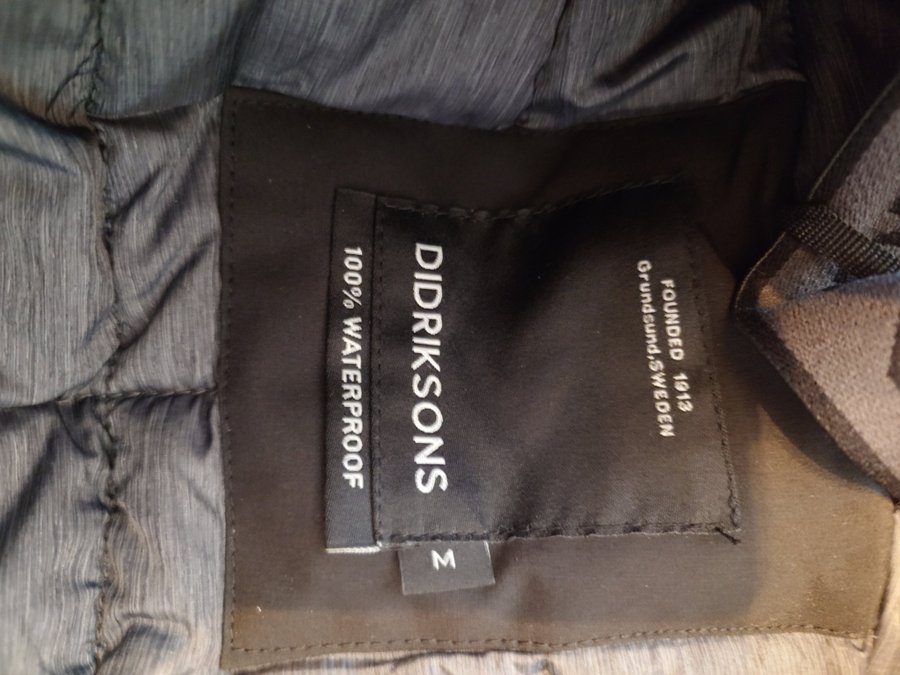 FOUNDED 1913
Grundsund,SWEDEN
DIDRIKSONS
100% WATERPROOF
M